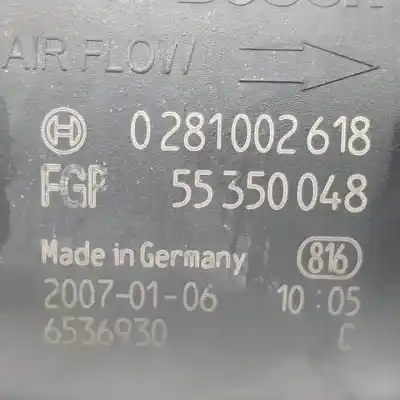 BOSCH
AIR FLOW
0 281 002 618
FGP 55 350 048
Made in Germany 816
2007-01-06 10:05
6536930 C